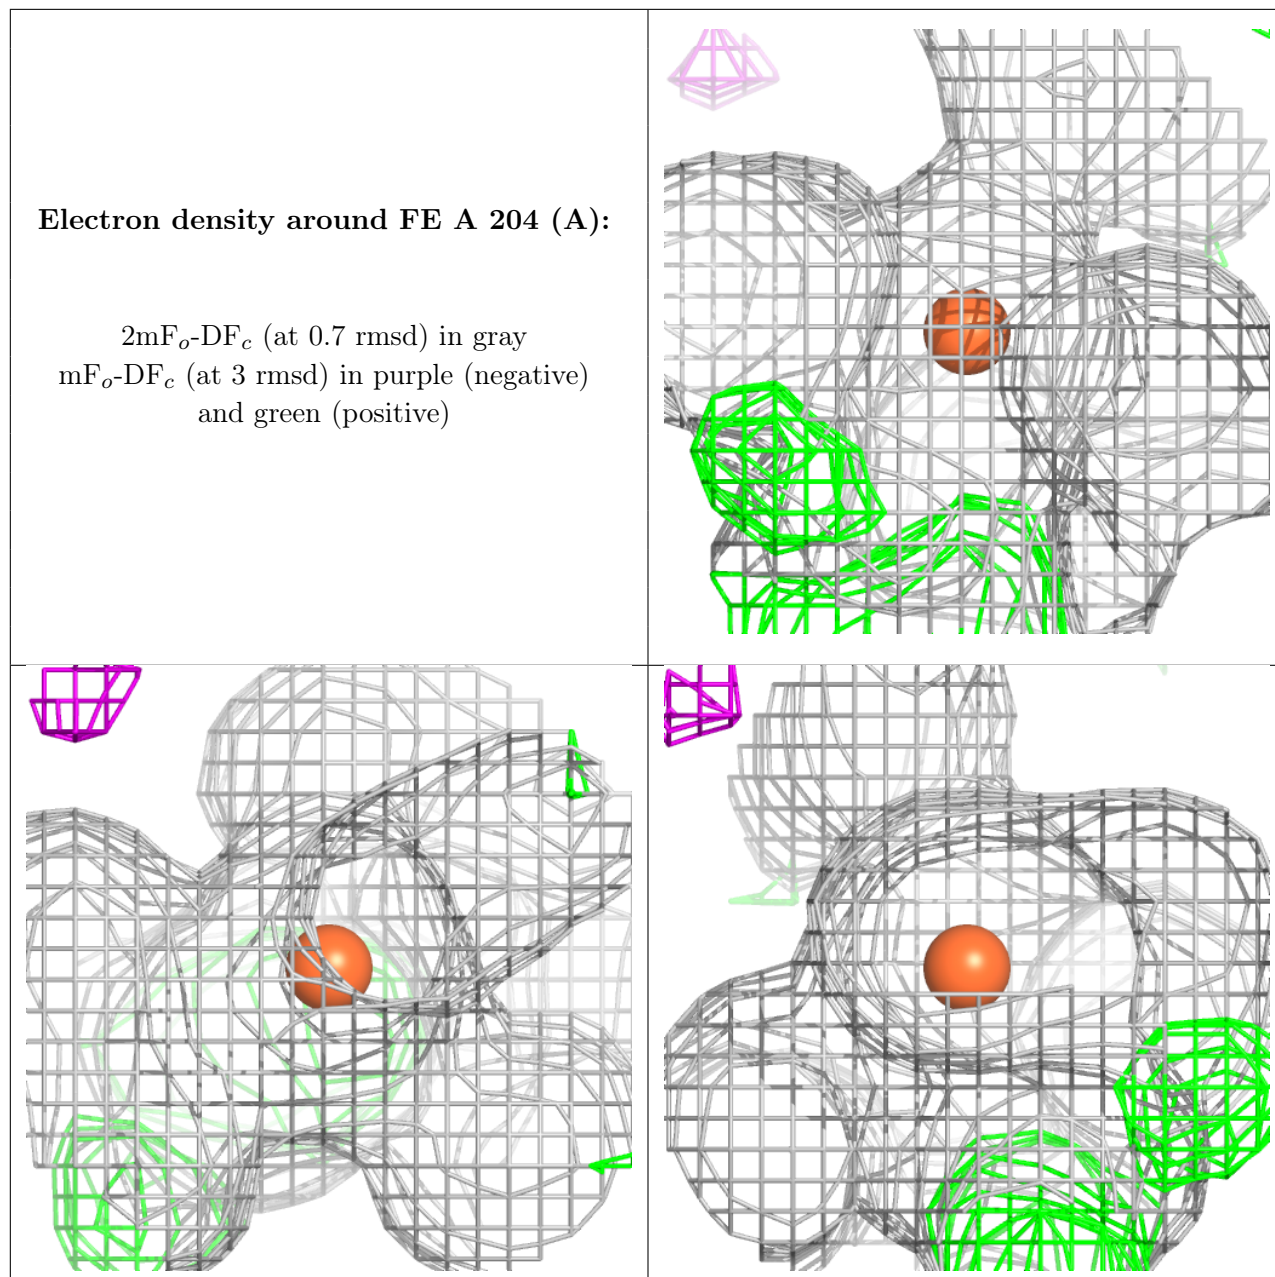 Electron density around FE A 204 (A):
2mFo-DFc (at 0.7 rmsd) in gray
mFo-DFc (at 3 rmsd) in purple (negative)
and green (positive)